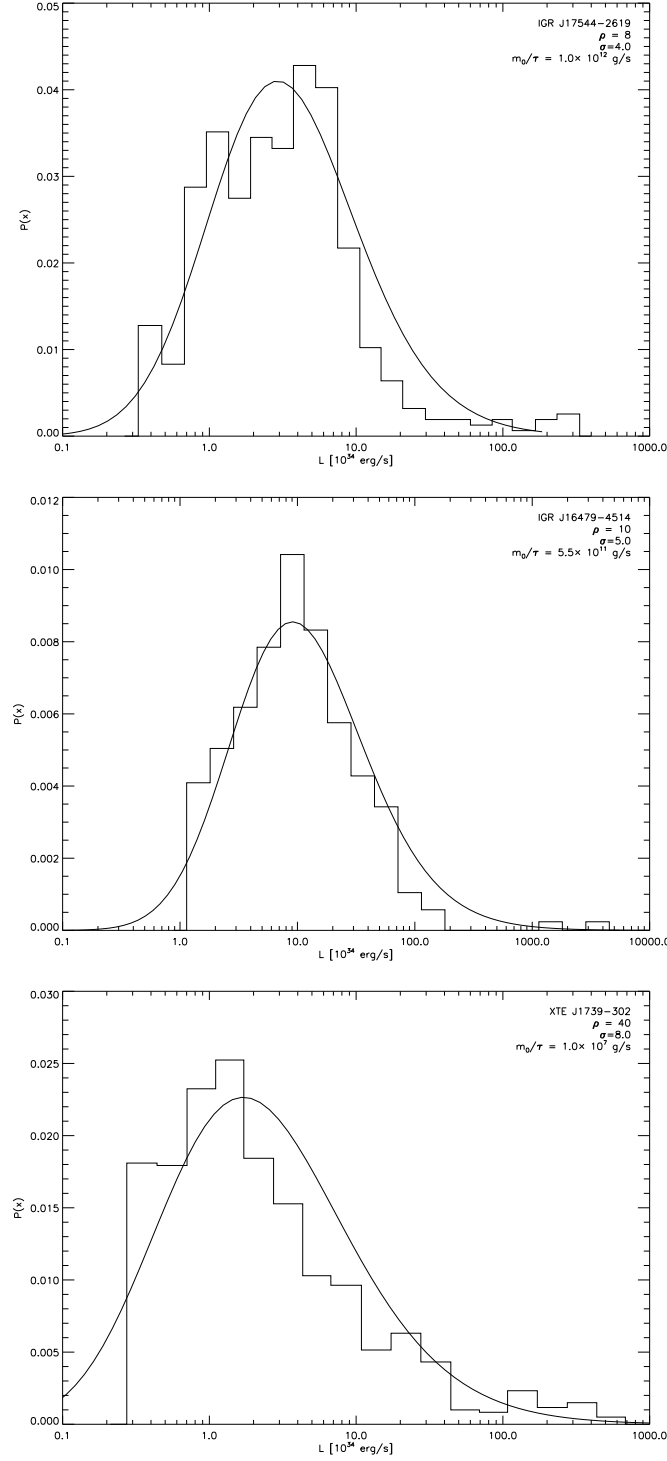 0.05
IGR J17544-2619
ρ = 8
σ=4.0
m₀/τ = 1.0× 10¹² g/s
0.04
0.03
P(x)
0.02
0.01
0.00
0.1 1.0 10.0 100.0 1000.0
L [10³⁴ erg/s]
0.012
IGR J16479-4514
ρ = 10
σ=5.0
m₀/τ = 5.5× 10¹¹ g/s
0.010
0.008
P(x)
0.006
0.004
0.002
0.000
0.1 1.0 10.0 100.0 1000.0 10000.0
L [10³⁴ erg/s]
0.030
XTE J1739-302
ρ = 40
σ=8.0
m₀/τ = 1.0× 10⁷ g/s
0.025
0.020
P(x)
0.015
0.010
0.005
0.000
0.1 1.0 10.0 100.0 1000.0
L [10³⁴ erg/s]